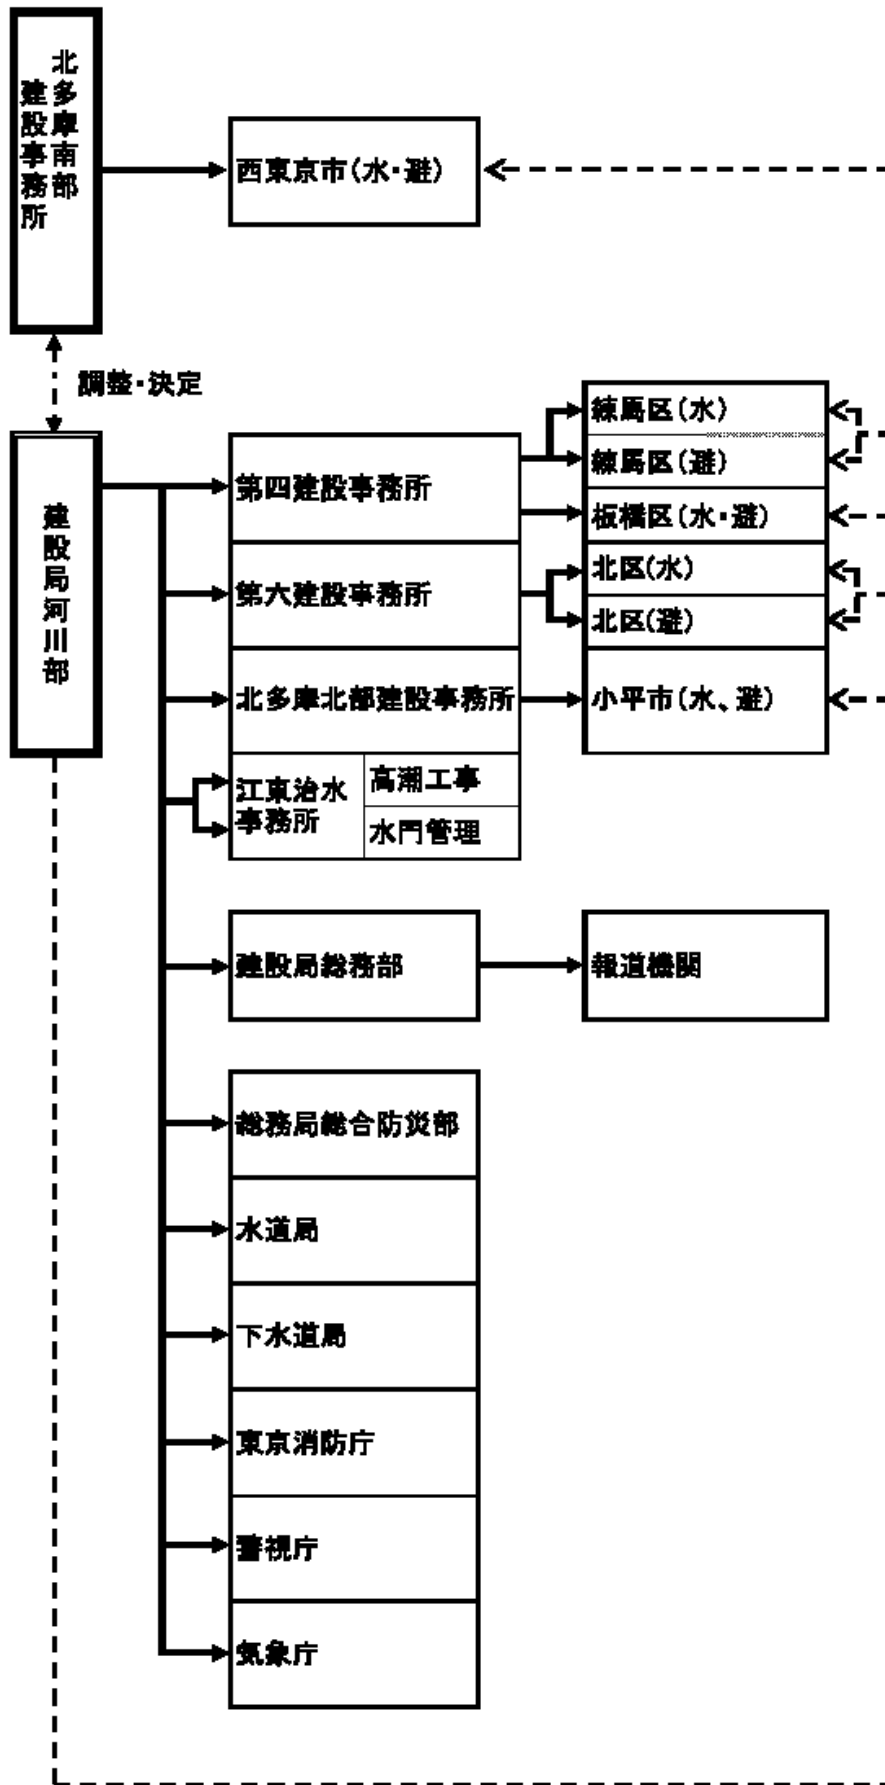 北多摩南部
建設事務所
西東京市(水・避)
調整・決定
建設局河川部
第四建設事務所
練馬区(水)
練馬区(避)
板橋区(水・避)
第六建設事務所
北区(水)
北区(避)
北多摩北部建設事務所
小平市(水、避)
江東治水
事務所
高潮工事
水門管理
建設局総務部
報道機関
総務局総合防災部
水道局
下水道局
東京消防庁
警視庁
気象庁